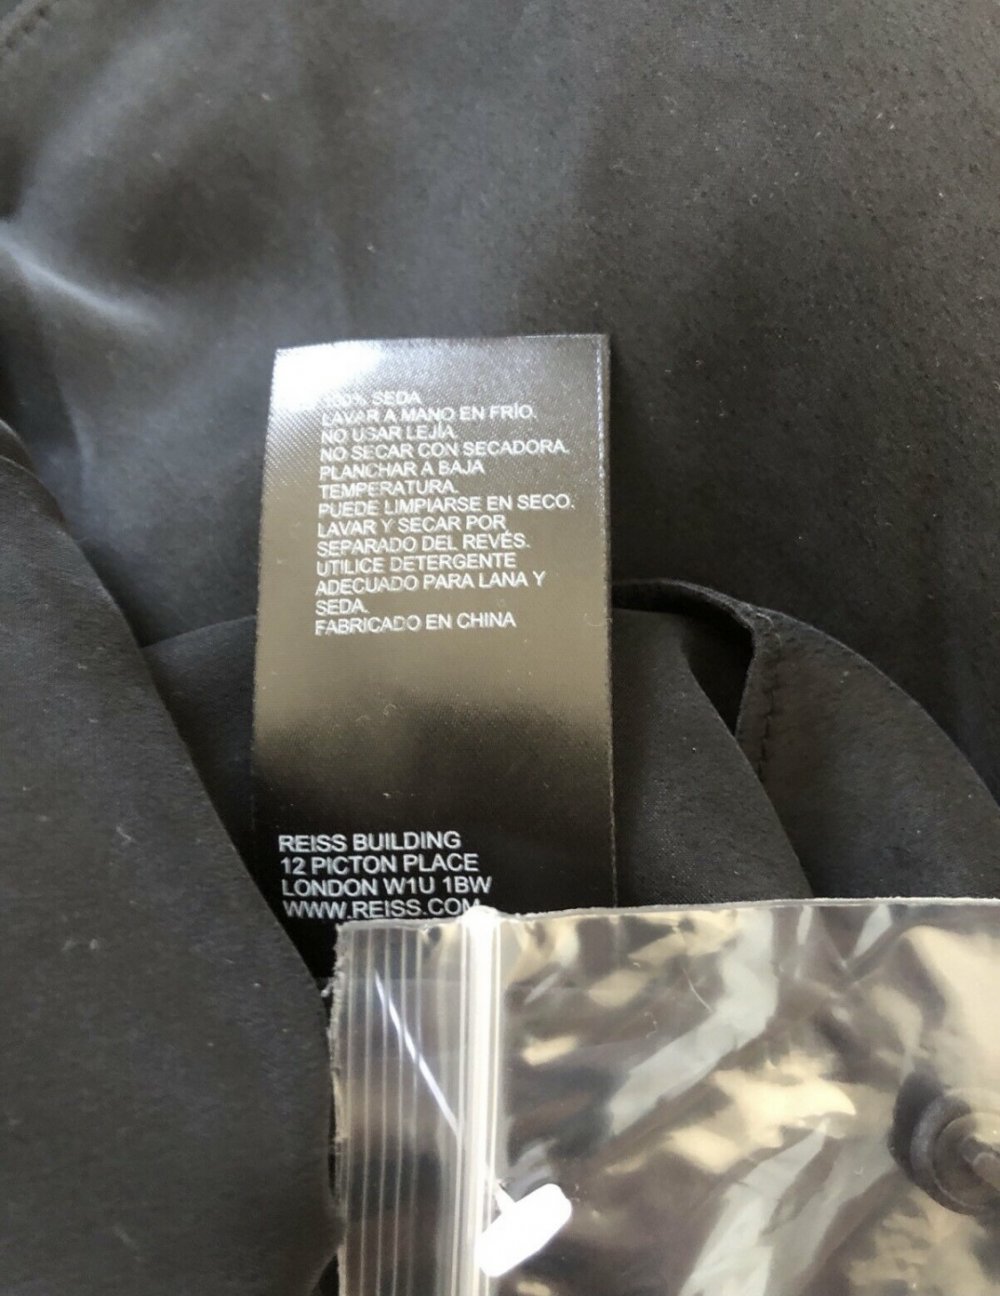 100% SEDA
LAVAR A MANO EN FRÍO.
NO USAR LEJÍA.
NO SECAR CON SECADORA.
PLANCHAR A BAJA
TEMPERATURA.
PUEDE LIMPIARSE EN SECO.
LAVAR Y SECAR POR
SEPARADO DEL REVÉS.
UTILICE DETERGENTE
ADECUADO PARA LANA Y
SEDA.
FABRICADO EN CHINA
REISS BUILDING
12 PICTON PLACE
LONDON W1U 1BW
WWW.REISS.COM